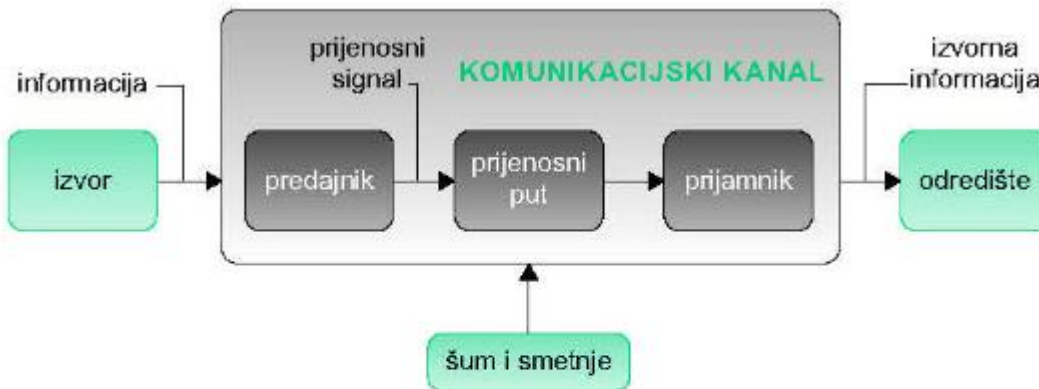 informacija
prijenosni
signal
KOMUNIKACIJSKI KANAL
izvorna
informacija
izvor
predajnik
prijenosni
put
prijamnik
odredište
šum i smetnje